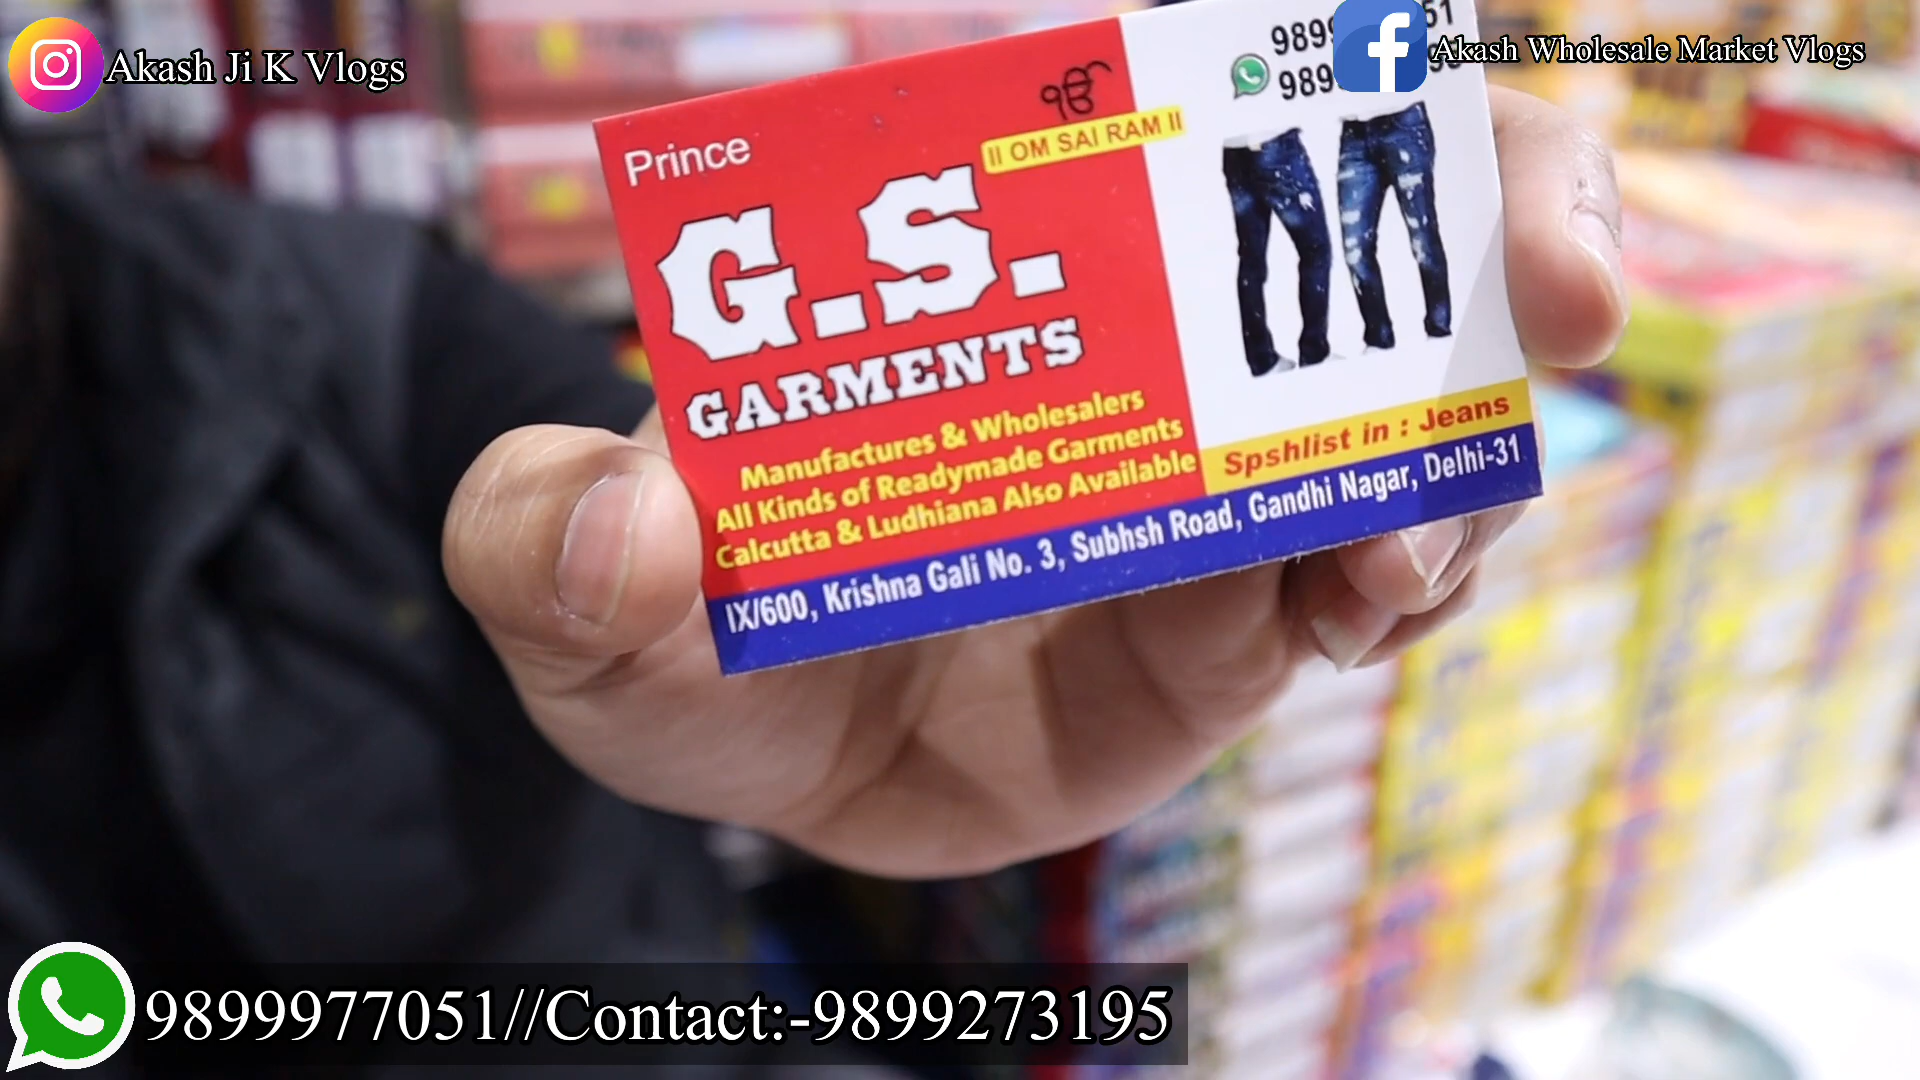 Akash Ji K Vlogs
Akash Wholesale Market Vlogs
Prince
ੴ
II OM SAI RAM II
G.S.
GARMENTS
Manufactures & Wholesalers
All Kinds of Readymade Garments
Calcutta & Ludhiana Also Available
Spshlist in : Jeans
IX/600, Krishna Gali No. 3, Subhsh Road, Gandhi Nagar, Delhi-31
9899977051//Contact:-9899273195